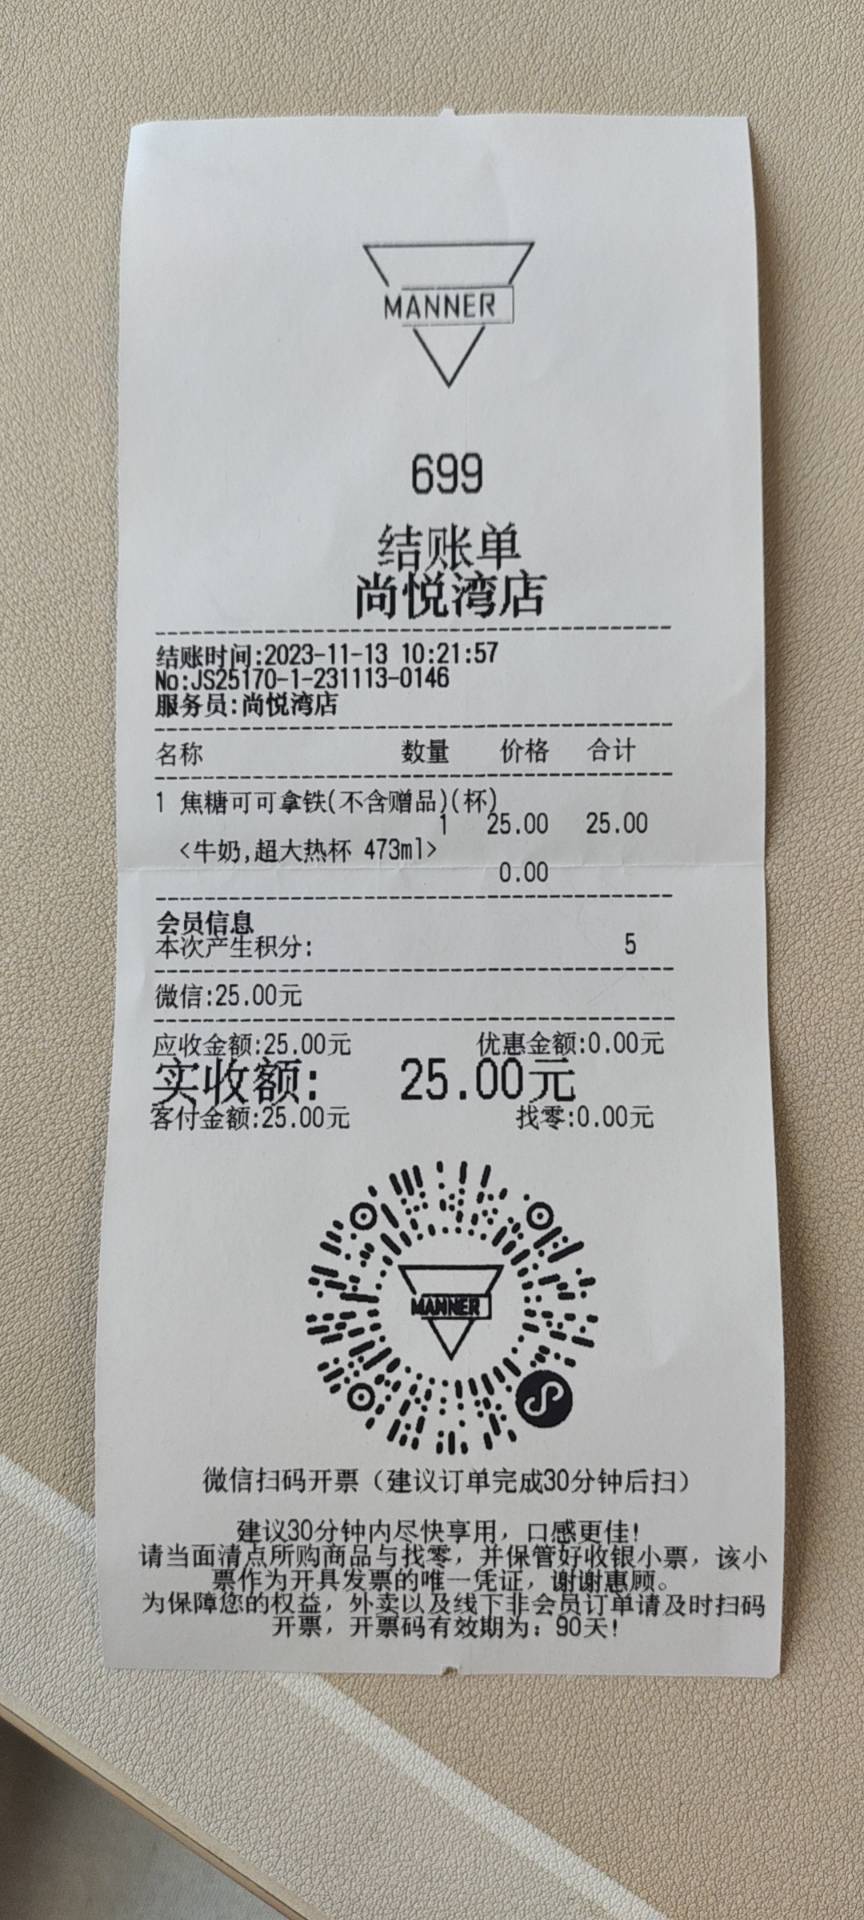 MANNER
699
结账单
尚悦湾店
结账时间:2023-11-13 10:21:57
No:JS25170-1-231113-0146
服务员:尚悦湾店
名称 数量 价格 合计
1 焦糖可可拿铁(不含赠品)(杯)
1 25.00 25.00
<牛奶,超大热杯 473ml>
0.00
会员信息
本次产生积分: 5
微信:25.00元
应收金额:25.00元 优惠金额:0.00元
实收额: 25.00元
客付金额:25.00元 找零:0.00元
MANNER
微信扫码开票（建议订单完成30分钟后扫）
建议30分钟内尽快享用，口感更佳!
请当面清点所购商品与找零，并保管好收银小票，该小
票作为开具发票的唯一凭证，谢谢惠顾。
为保障您的权益，外卖以及线下非会员订单请及时扫码
开票，开票码有效期为: 90天!